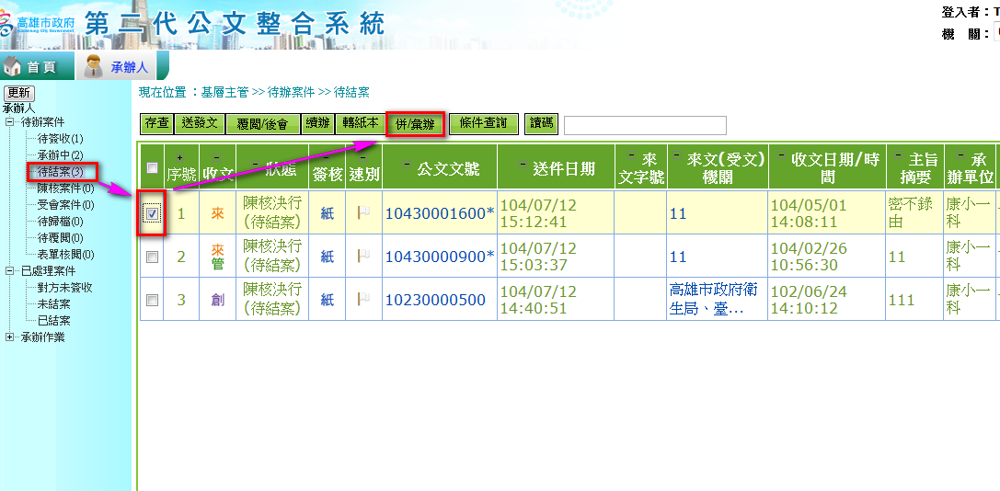 高雄市政府
Kaohsiung City Government
第二代公文整合系統
登入者：T
機 關：
首頁
承辦人
更新
承辦人
待辦案件
待簽收(1)
承辦中(2)
待結案(3)
陳核案件(0)
受會案件(0)
待歸檔(0)
待覆閱(0)
表單核閱(0)
已處理案件
對方未簽收
未結案
已結案
承辦作業
現在位置 ：基層主管 >> 待辦案件 >> 待結案
存查 送發文 覆閱/後會 續辦 轉紙本 併/彙辦 條件查詢 讀碼
序號 收文 狀態 簽核 速別 公文文號 送件日期 來文字號 來文(受文)機關 收文日期/時間 主旨摘要 承辦單位
1 來 陳核決行(待結案) 紙 10430001600* 104/07/12 15:12:41 11 104/05/01 14:08:11 密不錄由 康小一科
2 來管 陳核決行(待結案) 紙 10430000900* 104/07/12 15:03:37 11 104/02/26 10:56:30 11 康小一科
3 創 陳核決行(待結案) 紙 10230000500 104/07/12 14:40:51 高雄市政府衛生局、臺... 102/06/24 14:10:12 111 康小一科